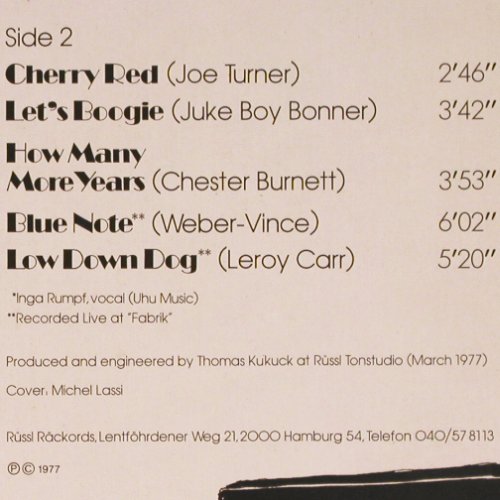 Side 2
Cherry Red (Joe Turner) 2'46"
Let's Boogie (Juke Boy Bonner) 3'42"
How Many
More Years (Chester Burnett) 3'53"
Blue Note** (Weber-Vince) 6'02"
Low Down Dog** (Leroy Carr) 5'20"
*Inga Rumpf, vocal (Uhu Music)
**Recorded Live at "Fabrik"
Produced and engineered by Thomas Kukuck at Rüssl Tonstudio (March 1977)
Cover: Michel Lassi
Rüssl Räckords, Lentföhrdener Weg 21, 2000 Hamburg 54, Telefon 040/57 8113
℗ © 1977